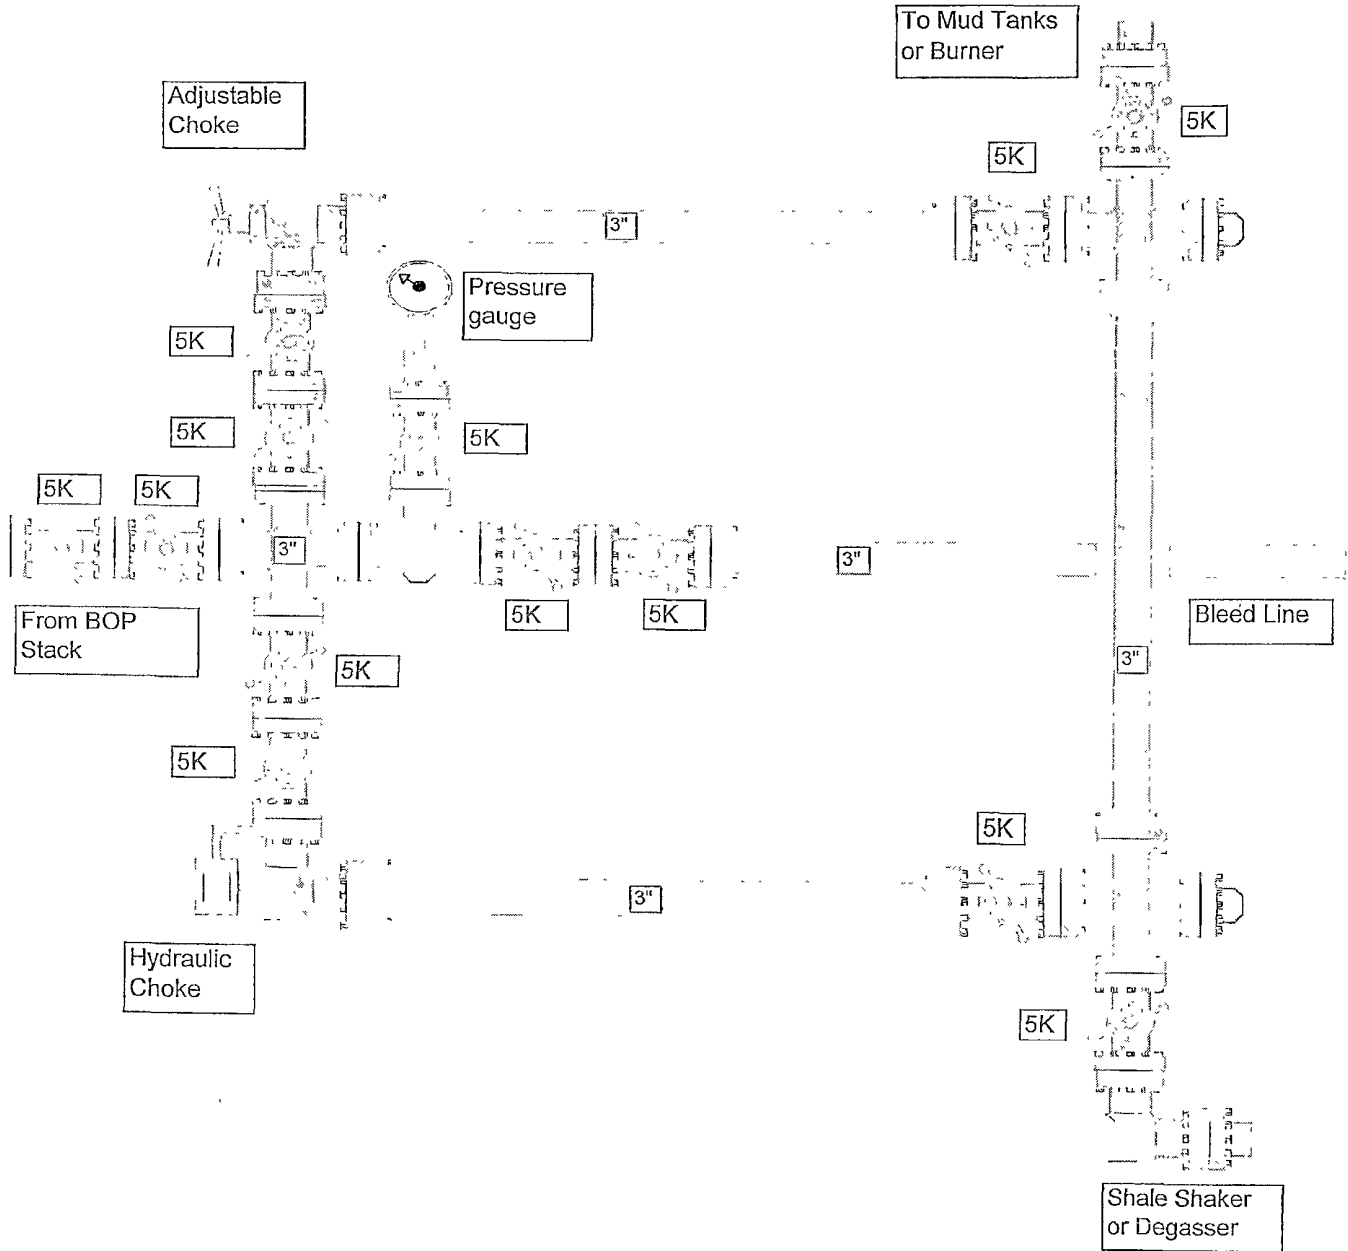 To Mud Tanks
or Burner
Adjustable
Choke
5K
5K
3"
Pressure
gauge
5K
5K
5K
5K
5K
3"
3"
5K
5K
From BOP
Stack
Bleed Line
5K
3"
5K
5K
3"
Hydraulic
Choke
5K
Shale Shaker
or Degasser